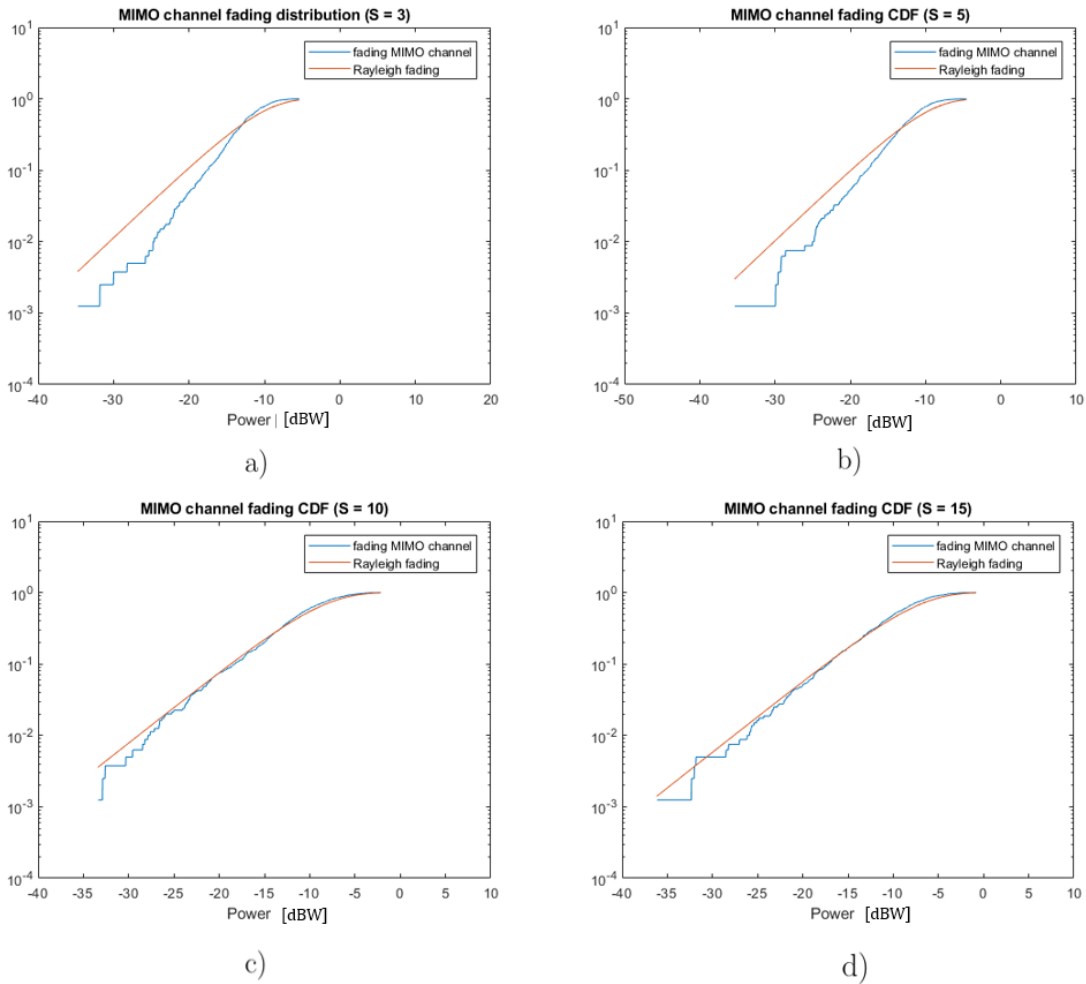 MIMO channel fading distribution (S = 3)
10^1
10^0
10^-1
10^-2
10^-3
10^-4
fading MIMO channel
Rayleigh fading
-40 -30 -20 -10 0 10 20
Power [dBW]
a)
MIMO channel fading CDF (S = 5)
10^1
10^0
10^-1
10^-2
10^-3
10^-4
fading MIMO channel
Rayleigh fading
-50 -40 -30 -20 -10 0 10
Power [dBW]
b)
MIMO channel fading CDF (S = 10)
10^1
10^0
10^-1
10^-2
10^-3
10^-4
fading MIMO channel
Rayleigh fading
-40 -35 -30 -25 -20 -15 -10 -5 0 5 10
Power [dBW]
c)
MIMO channel fading CDF (S = 15)
10^1
10^0
10^-1
10^-2
10^-3
10^-4
fading MIMO channel
Rayleigh fading
-40 -35 -30 -25 -20 -15 -10 -5 0 5 10
Power [dBW]
d)